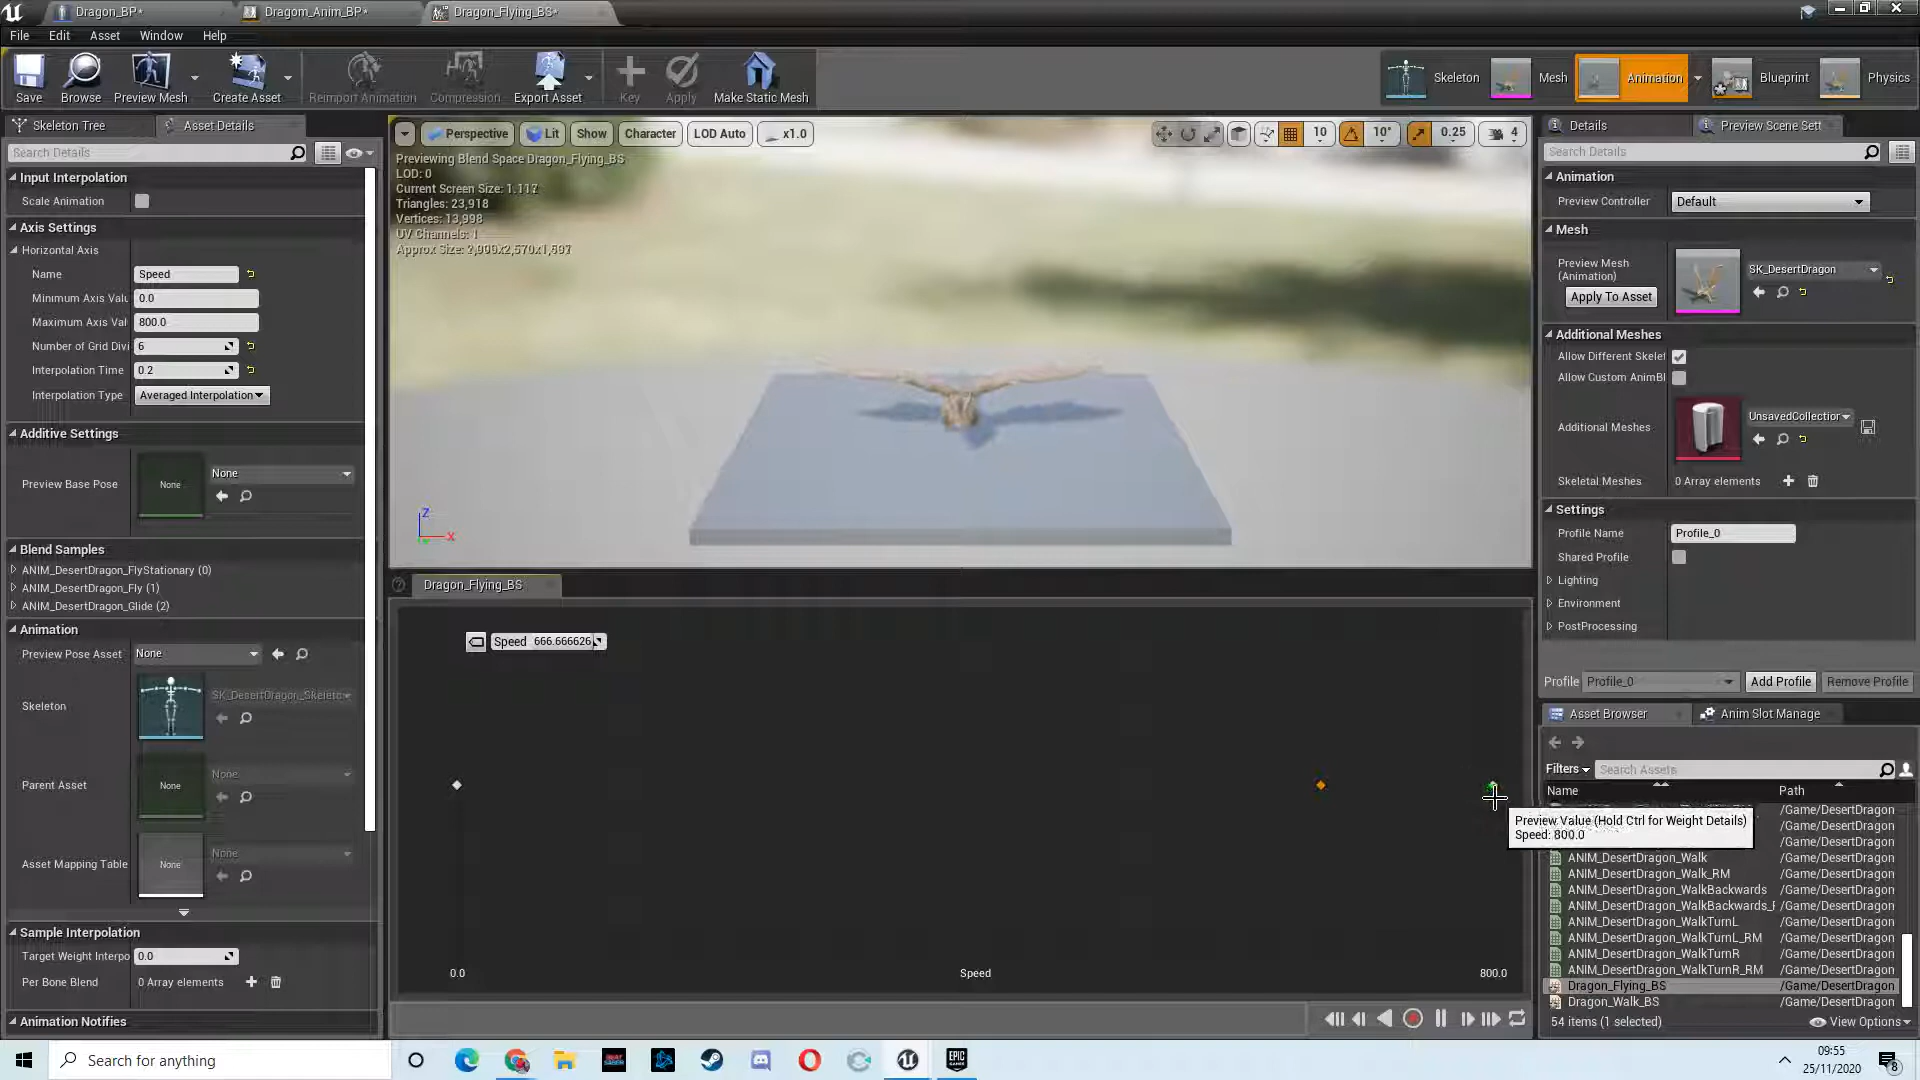 Dragon_BP*
Dragom_Anim_BP*
Dragon_Flying_BS*
File Edit Asset Window Help
Save Browse Preview Mesh Create Asset Reimport Animation Compression Export Asset Key Apply Make Static Mesh
Skeleton Mesh Animation Blueprint Physics
Skeleton Tree Asset Details
Search Details
Input Interpolation
Scale Animation
Axis Settings
Horizontal Axis
Name Speed
Minimum Axis Valu 0.0
Maximum Axis Val 800.0
Number of Grid Divi 6
Interpolation Time 0.2
Interpolation Type Averaged Interpolation
Additive Settings
Preview Base Pose None None
Blend Samples
ANIM_DesertDragon_FlyStationary (0)
ANIM_DesertDragon_Fly (1)
ANIM_DesertDragon_Glide (2)
Animation
Preview Pose Asset None
Skeleton SK_DesertDragon_Skeleto
Parent Asset None None
Asset Mapping Table None None
Sample Interpolation
Target Weight Interpo 0.0
Per Bone Blend 0 Array elements
Animation Notifies
Perspective Lit Show Character LOD Auto x1.0
10 10° 0.25 4
Previewing Blend Space Dragon_Flying_BS
LOD: 0
Current Screen Size: 1.117
Triangles: 23,918
Vertices: 13,998
UV Channels: 1
Approx Size: 2,909x2,570x1,697
Z
X
Dragon_Flying_BS
Speed 666.666626
0.0 Speed 800.0
Preview Value (Hold Ctrl for Weight Details)
Speed: 800.0
Details Preview Scene Sett
Search Details
Animation
Preview Controller Default
Mesh
Preview Mesh
(Animation)
SK_DesertDragon
Apply To Asset
Additional Meshes
Allow Different Skelet
Allow Custom AnimBl
Additional Meshes UnsavedCollection
Skeletal Meshes 0 Array elements
Settings
Profile Name Profile_0
Shared Profile
Lighting
Environment
PostProcessing
Profile Profile_0 Add Profile Remove Profile
Asset Browser Anim Slot Manage
Filters Search Assets
Name Path
/Game/DesertDragon
/Game/DesertDragon
/Game/DesertDragon
ANIM_DesertDragon_Walk /Game/DesertDragon
ANIM_DesertDragon_Walk_RM /Game/DesertDragon
ANIM_DesertDragon_WalkBackwards /Game/DesertDragon
ANIM_DesertDragon_WalkBackwards_F /Game/DesertDragon
ANIM_DesertDragon_WalkTurnL /Game/DesertDragon
ANIM_DesertDragon_WalkTurnL_RM /Game/DesertDragon
ANIM_DesertDragon_WalkTurnR /Game/DesertDragon
ANIM_DesertDragon_WalkTurnR_RM /Game/DesertDragon
Dragon_Flying_BS /Game/DesertDragon
Dragon_Walk_BS /Game/DesertDragon
54 items (1 selected) View Options
Search for anything
EPIC GAMES
09:55
25/11/2020
8